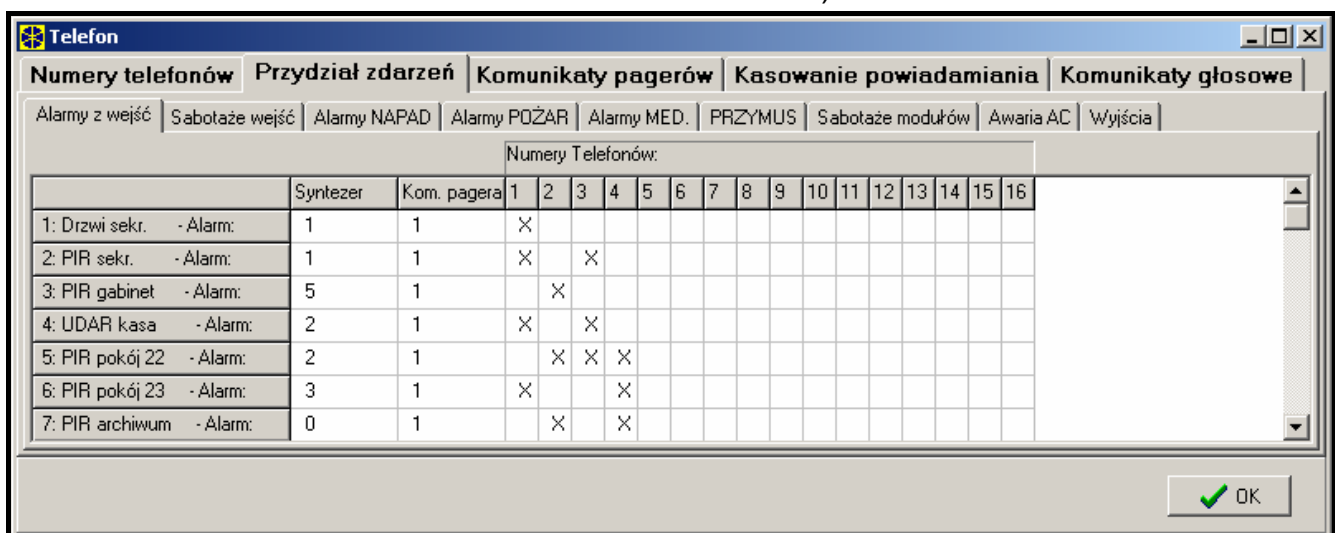 Telefon
Numery telefonów Przydział zdarzeń Komunikaty pagerów Kasowanie powiadamiania Komunikaty głosowe
Alarmy z wejść Sabotaże wejść Alarmy NAPAD Alarmy POŻAR Alarmy MED. PRZYMUS Sabotaże modułów Awaria AC Wyjścia
Numery Telefonów:
Syntezer Kom. pagera 1 2 3 4 5 6 7 8 9 10 11 12 13 14 15 16
1: Drzwi sekr. - Alarm: 1 1 X
2: PIR sekr. - Alarm: 1 1 X X
3: PIR gabinet - Alarm: 5 1 X
4: UDAR kasa - Alarm: 2 1 X X
5: PIR pokój 22 - Alarm: 2 1 X X X
6: PIR pokój 23 - Alarm: 3 1 X X
7: PIR archiwum - Alarm: 0 1 X X
OK